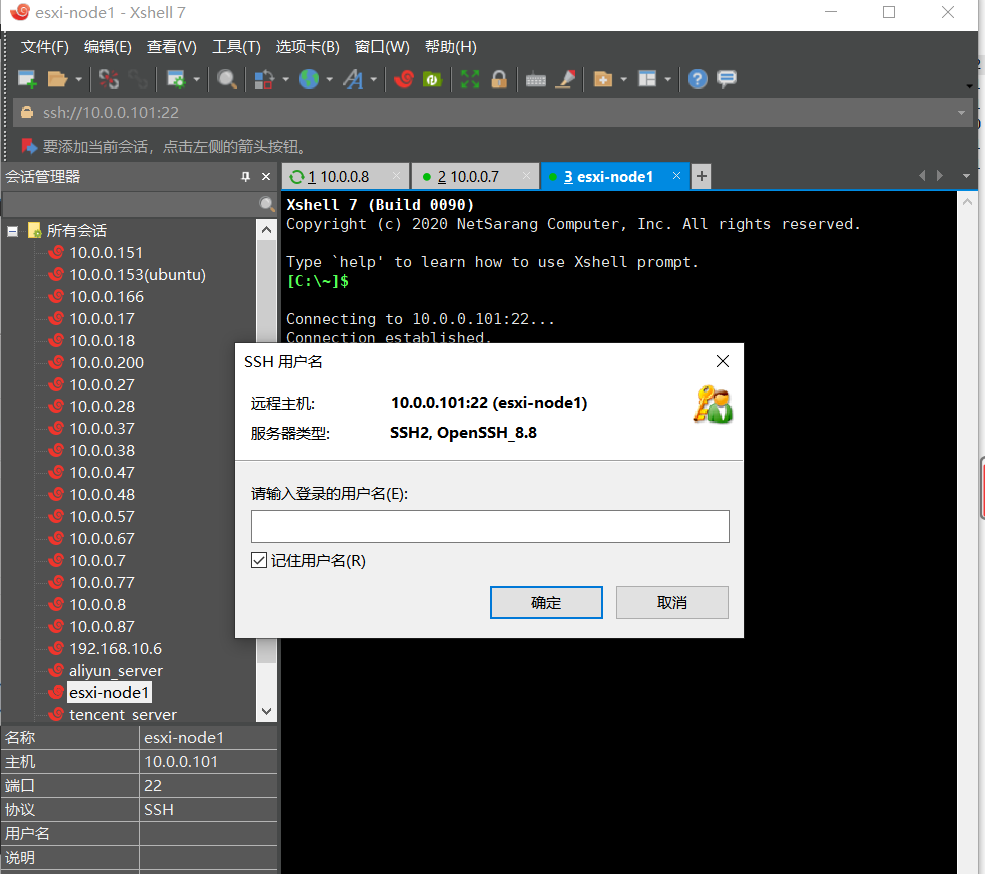 esxi-node1 - Xshell 7
文件(F) 编辑(E) 查看(V) 工具(T) 选项卡(B) 窗口(W) 帮助(H)
ssh://10.0.0.101:22
要添加当前会话，点击左侧的箭头按钮。
会话管理器
1 10.0.0.8
2 10.0.0.7
3 esxi-node1
所有会话
10.0.0.151
10.0.0.153(ubuntu)
10.0.0.166
10.0.0.17
10.0.0.18
10.0.0.200
10.0.0.27
10.0.0.28
10.0.0.37
10.0.0.38
10.0.0.47
10.0.0.48
10.0.0.57
10.0.0.67
10.0.0.7
10.0.0.77
10.0.0.8
10.0.0.87
192.168.10.6
aliyun_server
esxi-node1
tencent_server
名称 esxi-node1
主机 10.0.0.101
端口 22
协议 SSH
用户名
说明
Xshell 7 (Build 0090)
Copyright (c) 2020 NetSarang Computer, Inc. All rights reserved.
Type `help' to learn how to use Xshell prompt.
[C:\~]$
Connecting to 10.0.0.101:22...
Connection established.
SSH 用户名
远程主机: 10.0.0.101:22 (esxi-node1)
服务器类型: SSH2, OpenSSH_8.8
请输入登录的用户名(E):
记住用户名(R)
确定 取消